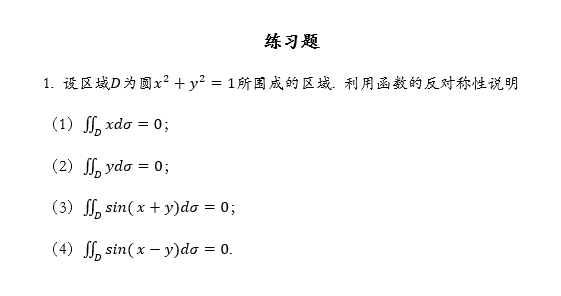 练习题
1. 设区域D为圆x² + y² = 1所围成的区域. 利用函数的反对称性说明
(1) ∬_D xdσ = 0;
(2) ∬_D ydσ = 0;
(3) ∬_D sin(x + y)dσ = 0;
(4) ∬_D sin(x − y)dσ = 0.